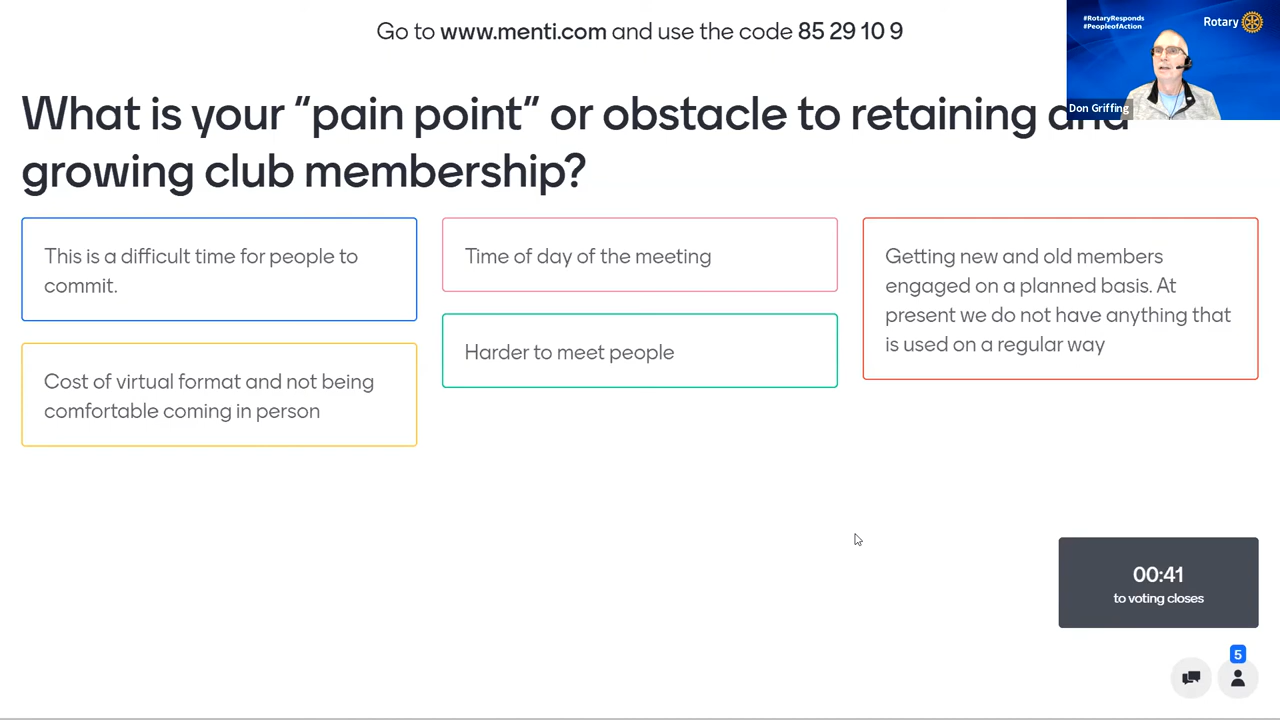 Go to www.menti.com and use the code 85 29 10 9
#RotaryResponds
#PeopleofAction
Rotary
Don Griffing
What is your “pain point” or obstacle to retaining and
growing club membership?
This is a difficult time for people to
commit.
Cost of virtual format and not being
comfortable coming in person
Time of day of the meeting
Harder to meet people
Getting new and old members
engaged on a planned basis. At
present we do not have anything that
is used on a regular way
00:41
to voting closes
5